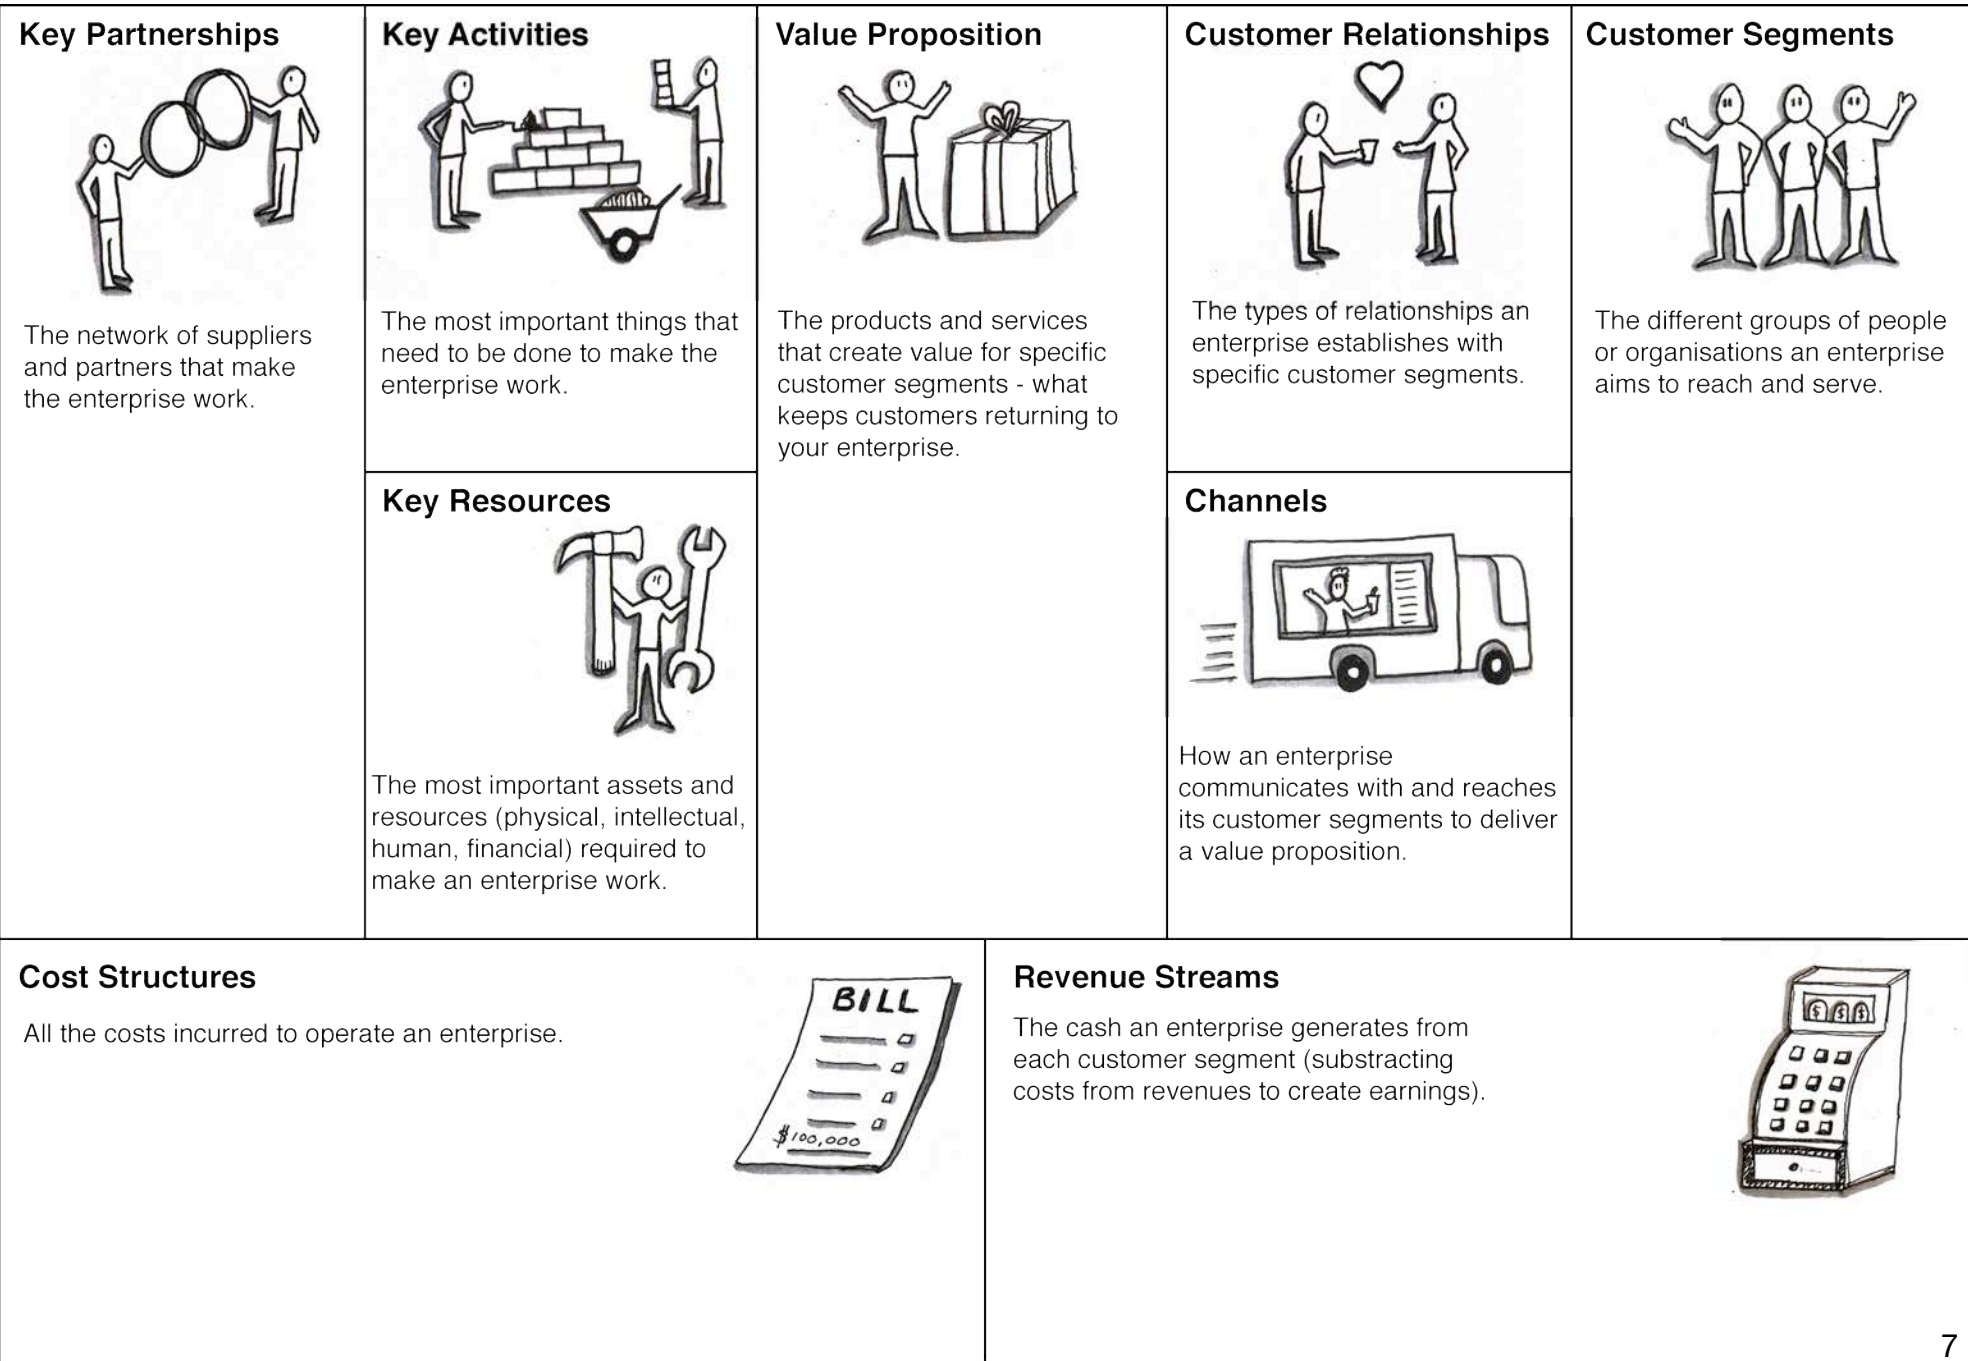 Key Partnerships
The network of suppliers
and partners that make
the enterprise work.
Key Activities
The most important things that
need to be done to make the
enterprise work.
Key Resources
The most important assets and
resources (physical, intellectual,
human, financial) required to
make an enterprise work.
Value Proposition
The products and services
that create value for specific
customer segments - what
keeps customers returning to
your enterprise.
Customer Relationships
The types of relationships an
enterprise establishes with
specific customer segments.
Channels
How an enterprise
communicates with and reaches
its customer segments to deliver
a value proposition.
Customer Segments
The different groups of people
or organisations an enterprise
aims to reach and serve.
Cost Structures
All the costs incurred to operate an enterprise.
BILL
$100,000
Revenue Streams
The cash an enterprise generates from
each customer segment (substracting
costs from revenues to create earnings).
$ $ $
7